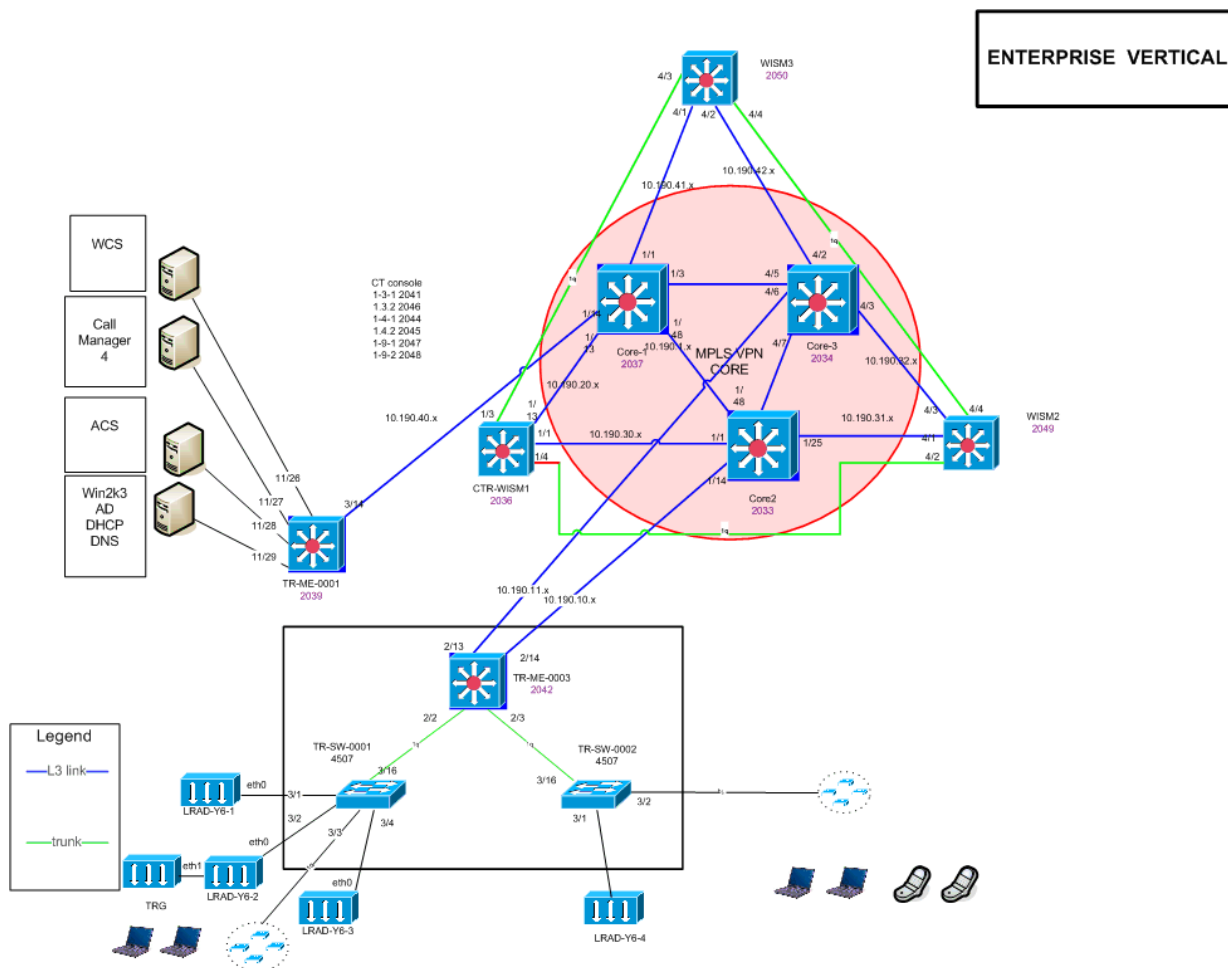 ENTERPRISE VERTICAL
WISM3
2050
4/3
4/1
4/2
4/4
10.190.41.x
10.190.42.x
1q
1q
WCS
Call
Manager
4
ACS
Win2k3
AD
DHCP
DNS
CT console
1-3-1 2041
1.3.2 2046
1-4-1 2044
1.4.2 2045
1-9-1 2047
1-9-2 2048
1/1
1/3
4/5
4/6
4/2
4/3
1/14
1/
13
1/
48
10.190.1.x
Core-1
2037
MPLS VPN
CORE
Core-3
2034
4/7
10.190.32.x
10.190.20.x
10.190.40.x
1/
13
1/3
1/1
1/4
CTR-WISM1
2036
10.190.30.x
1/
48
1/1
1/25
1/14
Core2
2033
10.190.31.x
4/3
4/4
4/1
4/2
WISM2
2049
1q
11/26
11/27
11/28
11/29
3/14
TR-ME-0001
2039
10.190.11.x
10.190.10.x
2/13
2/14
TR-ME-0003
2042
2/2
2/3
1q
1q
TR-SW-0001
4507
TR-SW-0002
4507
3/16
3/16
Legend
L3 link
trunk
eth0
3/1
LRAD-Y6-1
3/2
3/3
3/4
3/1
3/2
eth0
eth1
TRG
LRAD-Y6-2
1q
eth0
LRAD-Y6-3
LRAD-Y6-4